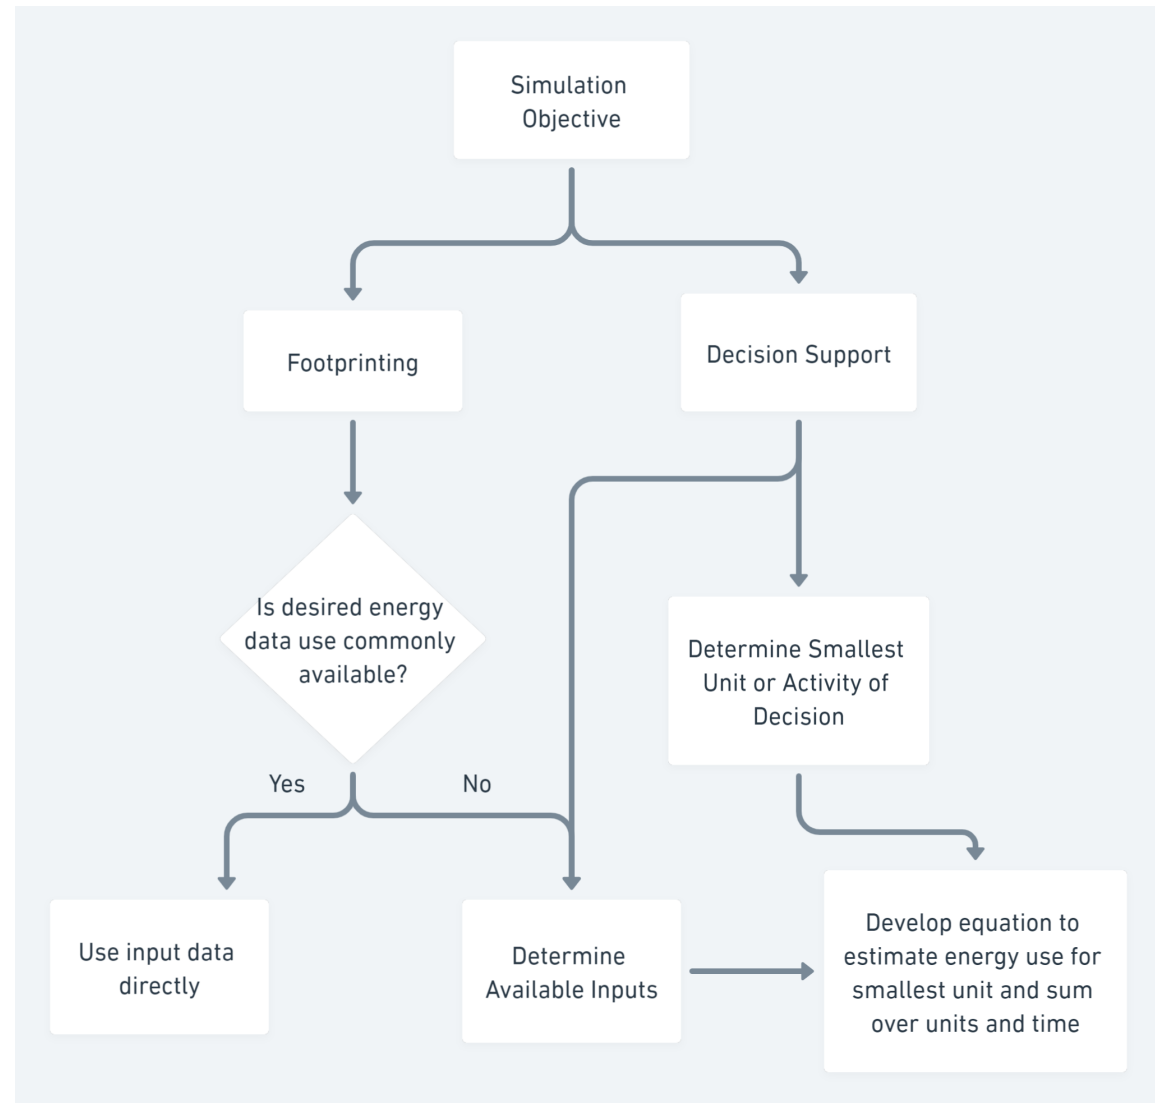 Simulation
Objective
Footprinting
Decision Support
Is desired energy
data use commonly
available?
Determine Smallest
Unit or Activity of
Decision
Yes
No
Use input data
directly
Determine
Available Inputs
Develop equation to
estimate energy use for
smallest unit and sum
over units and time